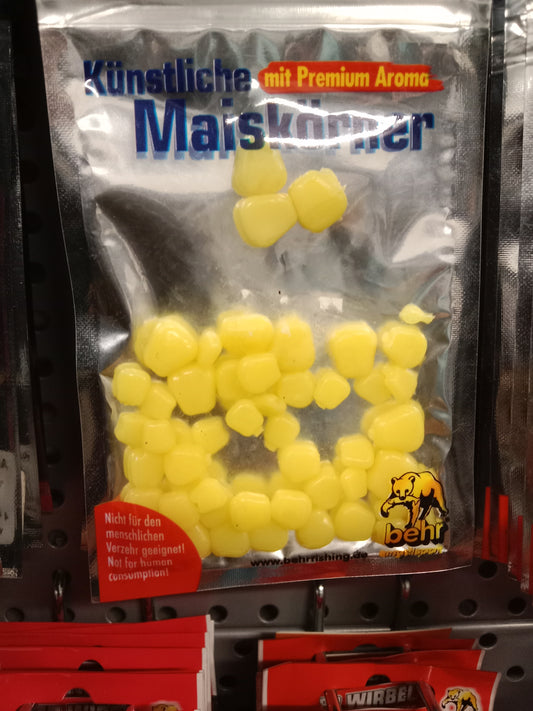 Künstliche mit Premium Aroma
Maiskörner
Nicht für den
menschlichen
Verzehr geeignet!
Not for human
consumption!
behr
www.behrfishing.de
WIRBEL